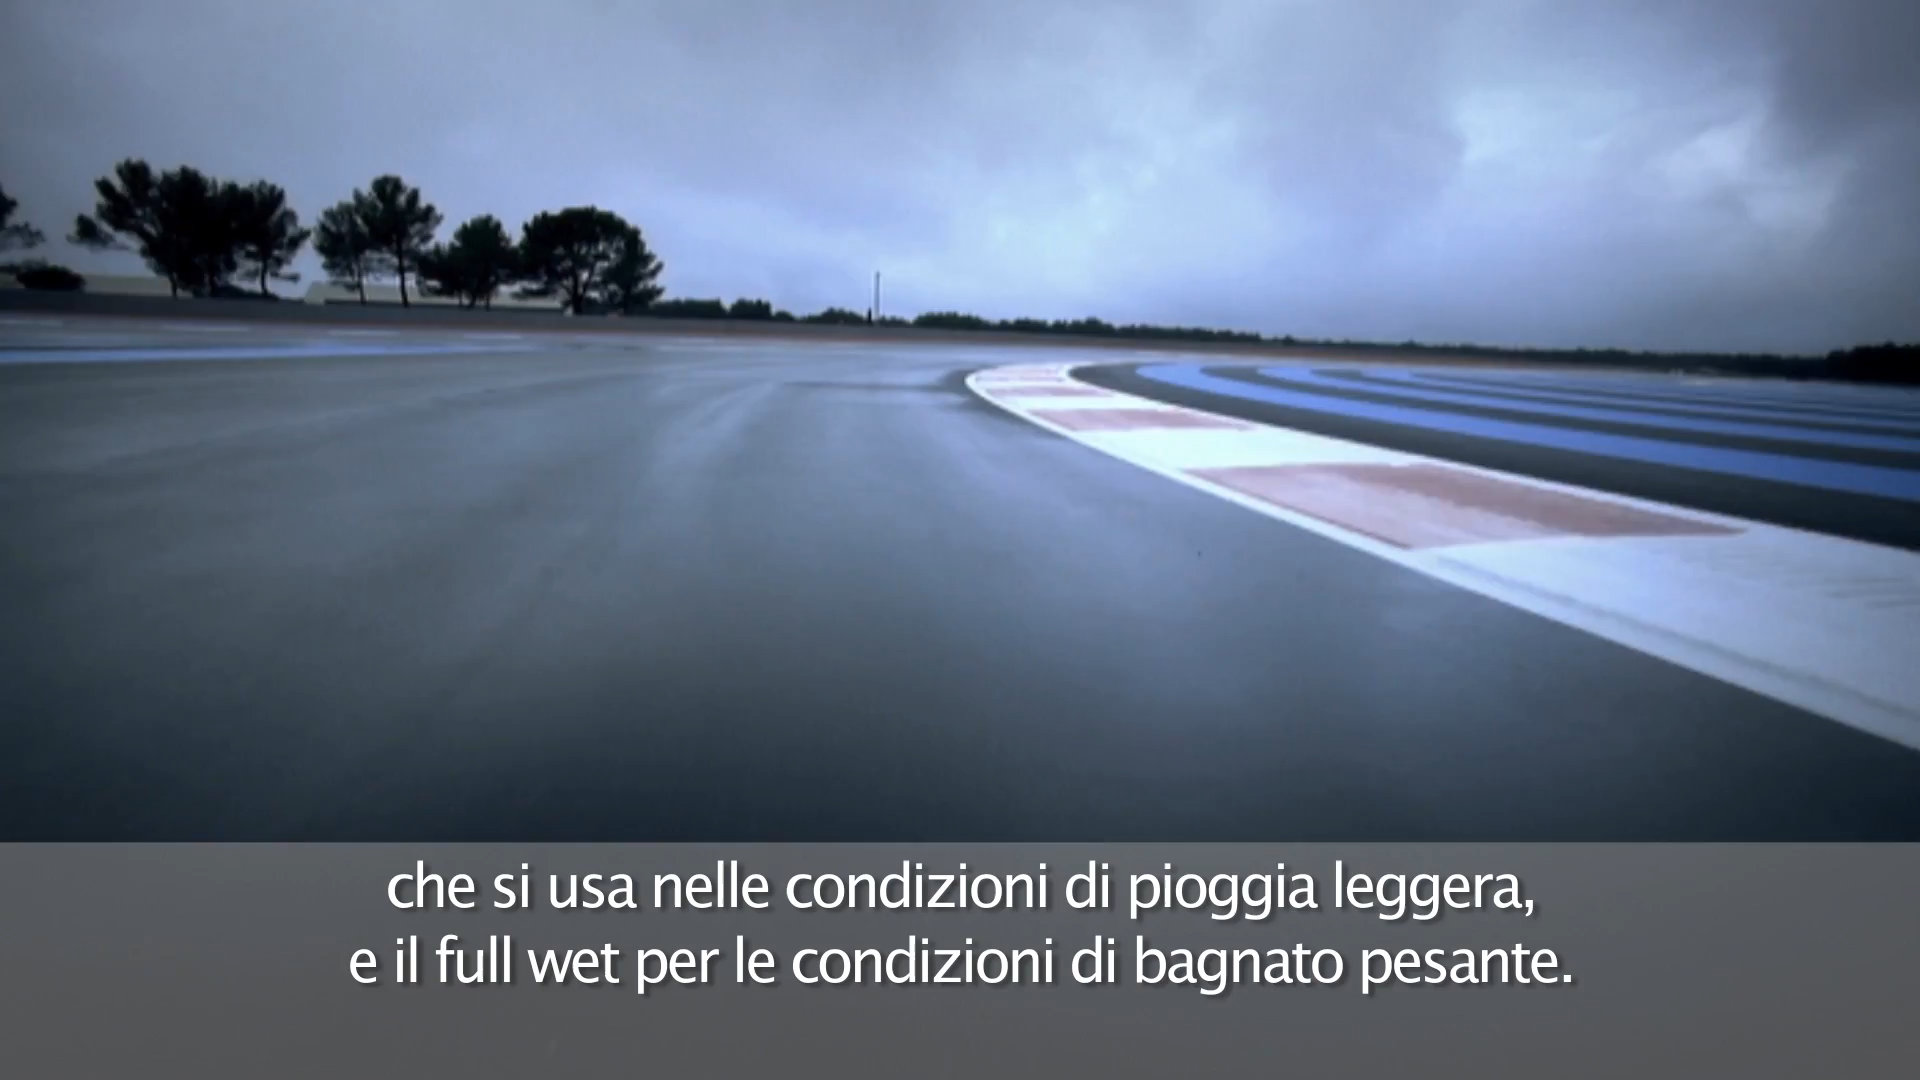 che si usa nelle condizioni di pioggia leggera,
e il full wet per le condizioni di bagnato pesante.